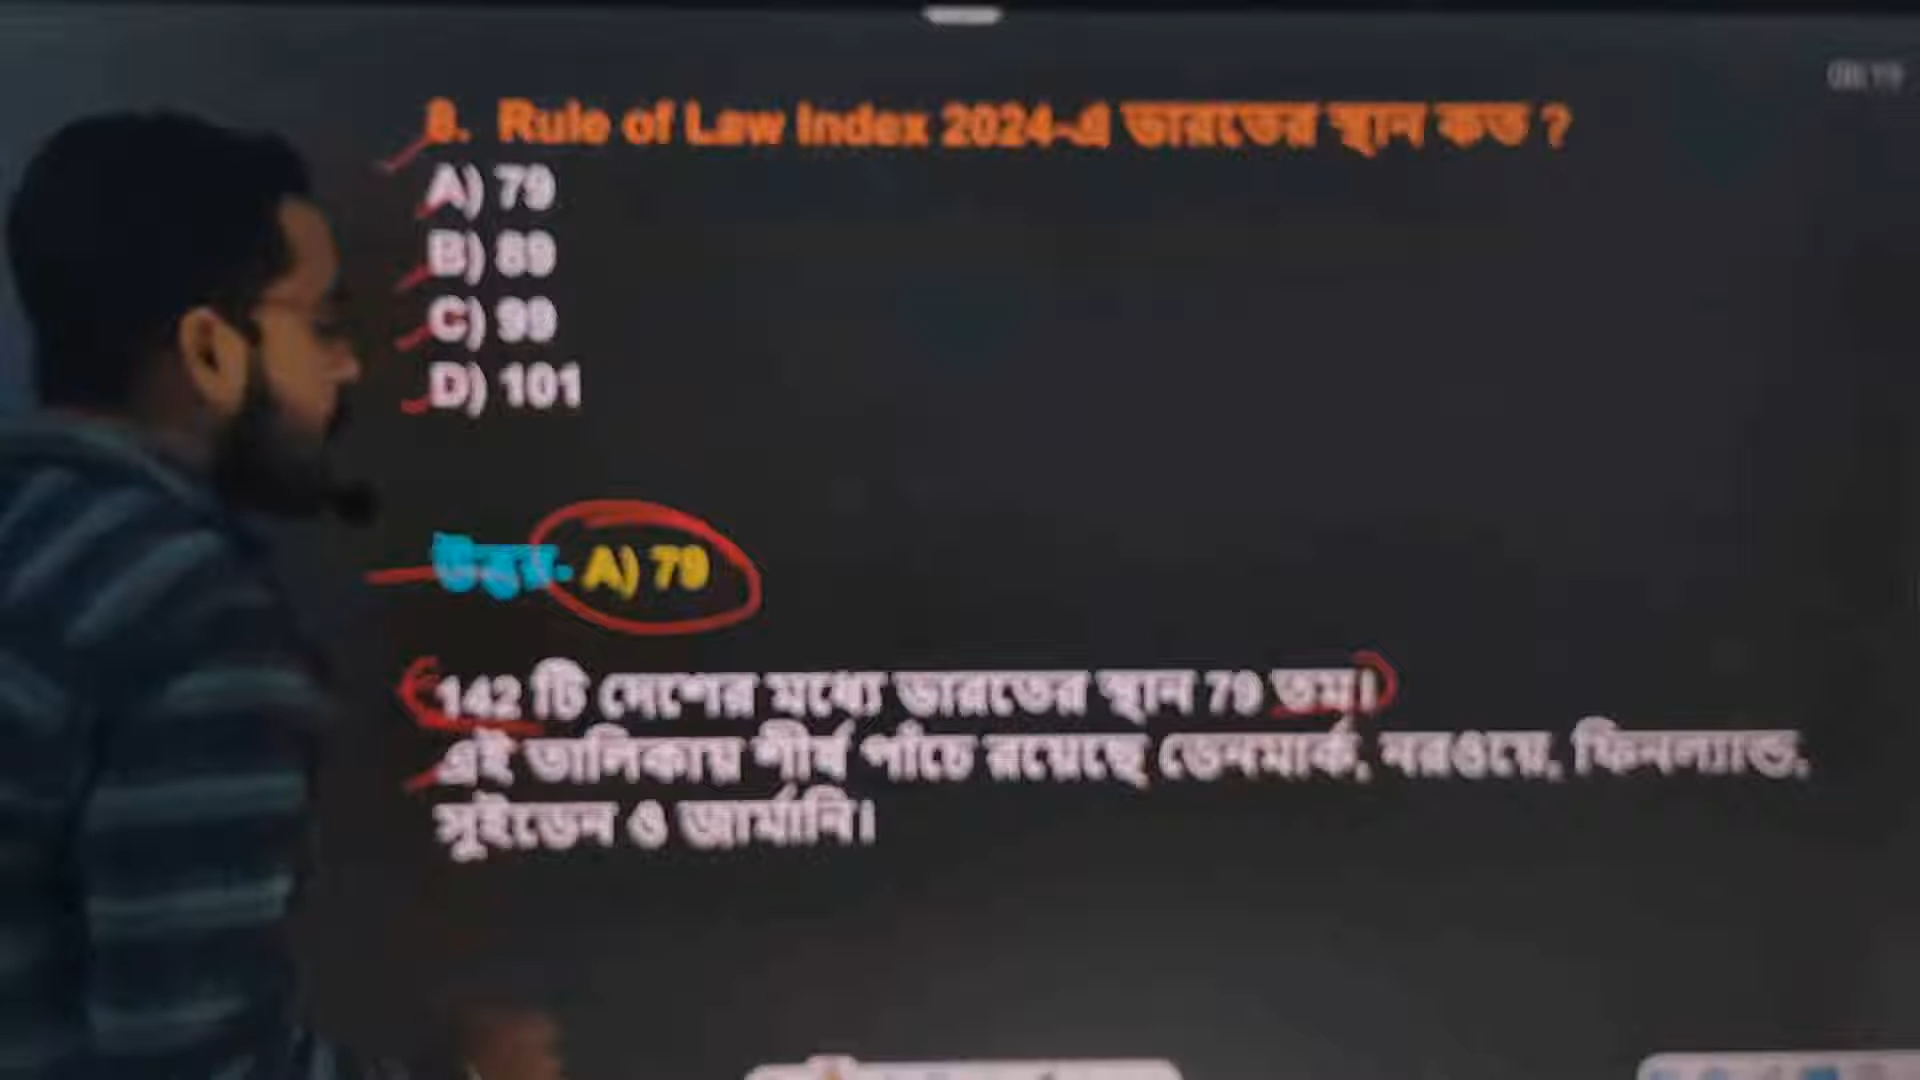 8. Rule of Law Index 2024-এ ভারতের স্থান কত ?
A) 79
B) 89
C) 99
D) 101
উত্তর- A) 79
142 টি দেশের মধ্যে ভারতের স্থান 79 তম।
এই তালিকায় শীর্ষ পাঁচে রয়েছে ডেনমার্ক, নরওয়ে, ফিনল্যান্ড,
সুইডেন ও জার্মানি।